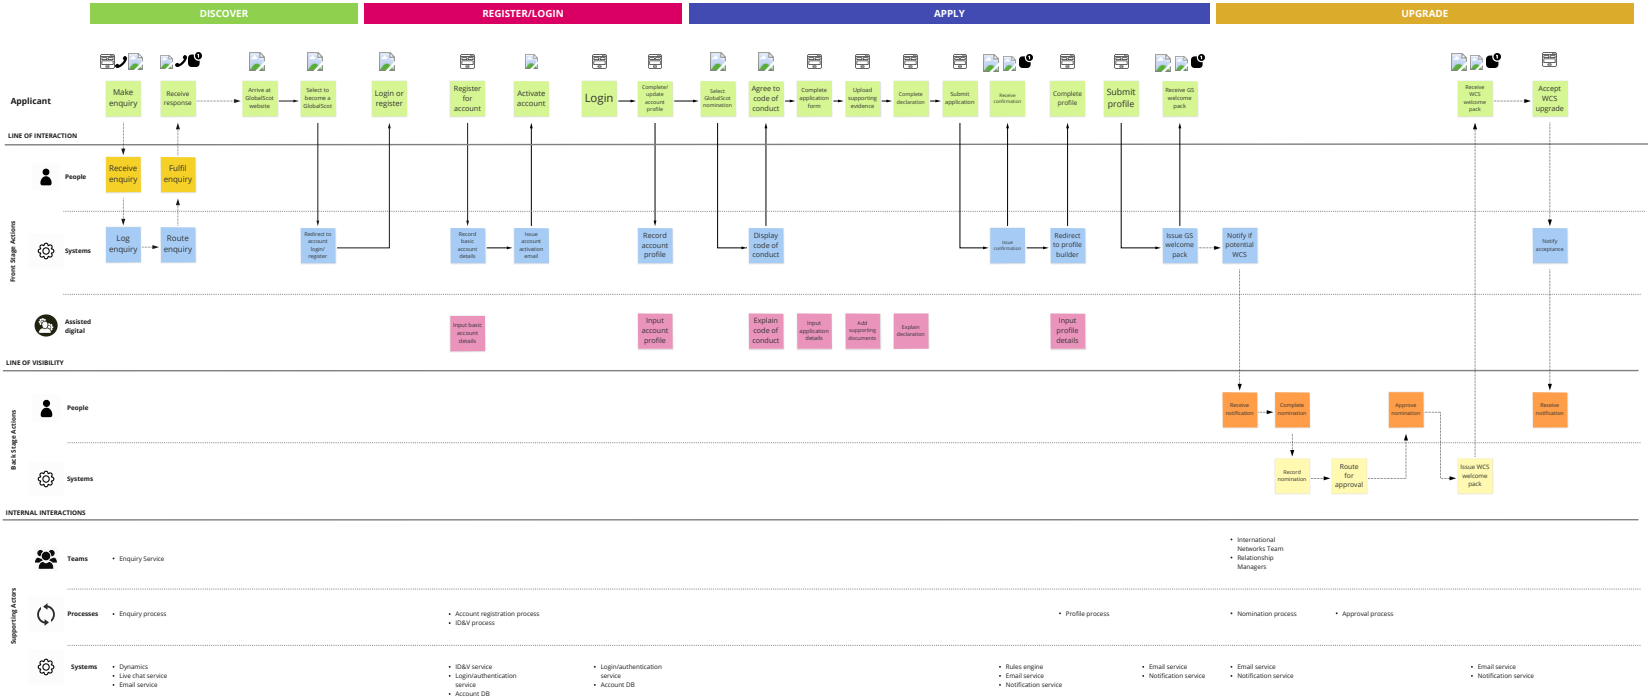 DISCOVER
REGISTER/LOGIN
APPLY
UPGRADE
1
1
1
1
Applicant
Make
enquiry
Receive
response
Arrive at
GlobalScot
website
Select to
become a
GlobalScot
Login or
register
Register
for
account
Activate
account
Login
Complete/
update
account
profile
Select
GlobalScot
nomination
Agree to
code of
conduct
Complete
application
form
Upload
supporting
evidence
Complete
declaration
Submit
application
Receive
confirmation
Complete
profile
Submit
profile
Receive GS
welcome
pack
Receive
WCS
welcome
pack
Accept
WCS
upgrade
LINE OF INTERACTION
Front Stage Actions
People
Receive
enquiry
Fulfil
enquiry
Systems
Log
enquiry
Route
enquiry
Redirect to
account
login/
register
Record
basic
account
details
Issue
account
activation
email
Record
account
profile
Display
code of
conduct
Issue
confirmation
Redirect
to profile
builder
Issue GS
welcome
pack
Notify if
potential
WCS
Notify
acceptance
Assisted
digital
Input basic
account
details
Input
account
profile
Explain
code of
conduct
Input
application
details
Add
supporting
documents
Explain
declaration
Input
profile
details
LINE OF VISIBILITY
Back Stage Actions
People
Receive
notification
Complete
nomination
Approve
nomination
Receive
notification
Systems
Record
nomination
Route
for
approval
Issue WCS
welcome
pack
INTERNAL INTERACTIONS
Supporting Actors
Teams
• Enquiry Service
• International
Networks Team
• Relationship
Managers
Processes
• Enquiry process
• Account registration process
• ID&V process
• Profile process
• Nomination process
• Approval process
Systems
• Dynamics
• Live chat service
• Email service
• ID&V service
• Login/authentication
service
• Account DB
• Login/authentication
service
• Account DB
• Rules engine
• Email service
• Notification service
• Email service
• Notification service
• Email service
• Notification service
• Email service
• Notification service